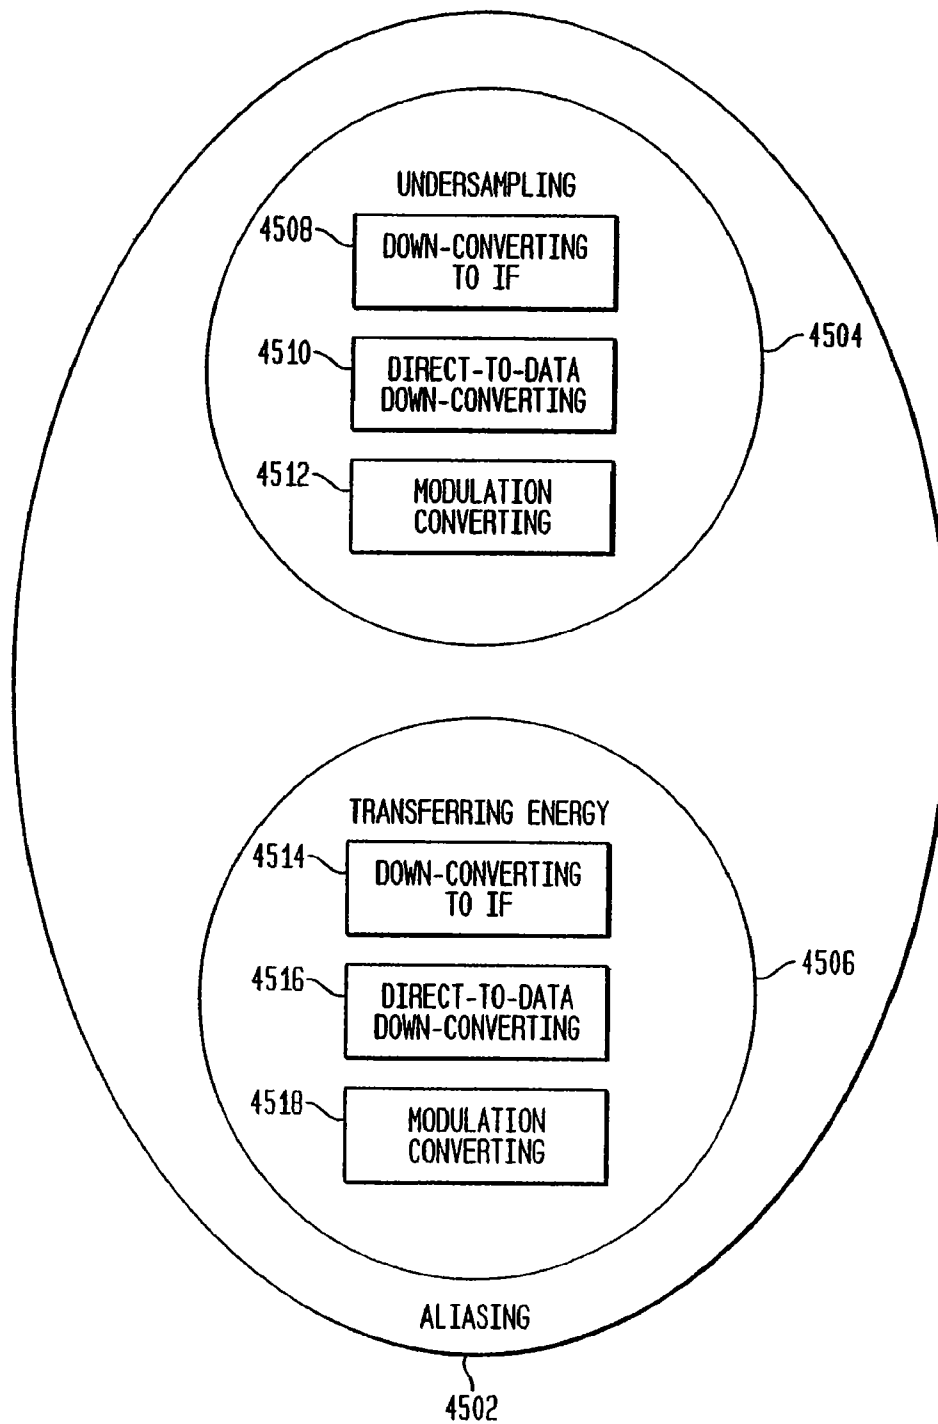 UNDERSAMPLING
4508
DOWN-CONVERTING
TO IF
4504
4510
DIRECT-TO-DATA
DOWN-CONVERTING
4512
MODULATION
CONVERTING
TRANSFERRING ENERGY
4514
DOWN-CONVERTING
TO IF
4506
4516
DIRECT-TO-DATA
DOWN-CONVERTING
4518
MODULATION
CONVERTING
ALIASING
4502